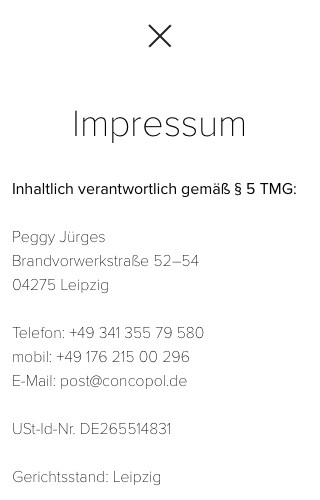 Impressum
Inhaltlich verantwortlich gemäß § 5 TMG:
Peggy Jürges
Brandvorwerkstraße 52–54
04275 Leipzig
Telefon: +49 341 355 79 580
mobil: +49 176 215 00 296
E-Mail: post@concopol.de
USt-Id-Nr. DE265514831
Gerichtsstand: Leipzig